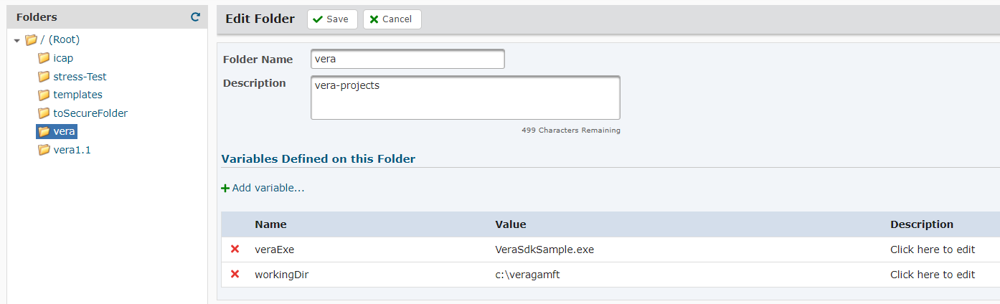 Folders
/ (Root)
icap
stress-Test
templates
toSecureFolder
vera
vera1.1
Edit Folder Save Cancel
Folder Name vera
Description vera-projects
499 Characters Remaining
Variables Defined on this Folder
Add variable...
Name Value Description
veraExe VeraSdkSample.exe Click here to edit
workingDir c:\veragamft Click here to edit